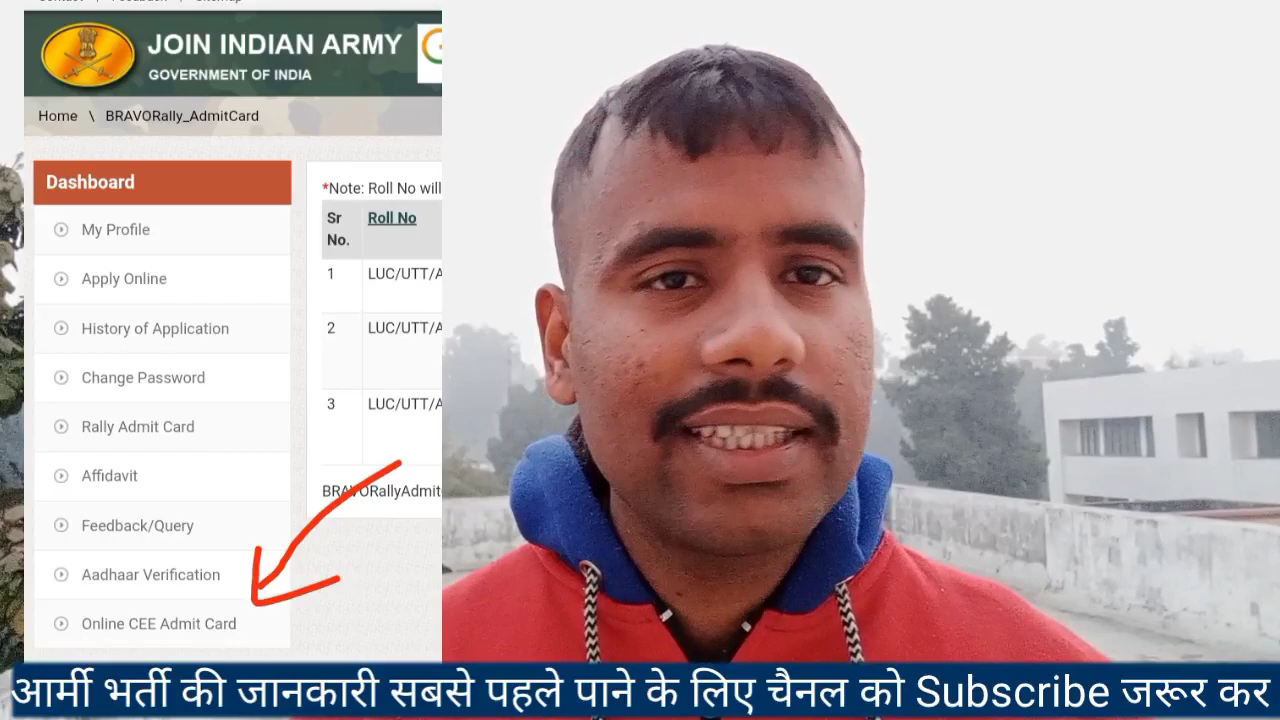 Contact | Feedback | Sitemap
JOIN INDIAN ARMY
GOVERNMENT OF INDIA
Home \ BRAVORally_AdmitCard
Dashboard
My Profile
Apply Online
History of Application
Change Password
Rally Admit Card
Affidavit
Feedback/Query
Aadhaar Verification
Online CEE Admit Card
*Note: Roll No will
Sr No.
Roll No
1 LUC/UTT/A
2 LUC/UTT/A
3 LUC/UTT/A
BRAVORallyAdmit
आर्मी भर्ती की जानकारी सबसे पहले पाने के लिए चैनल को Subscribe जरूर कर